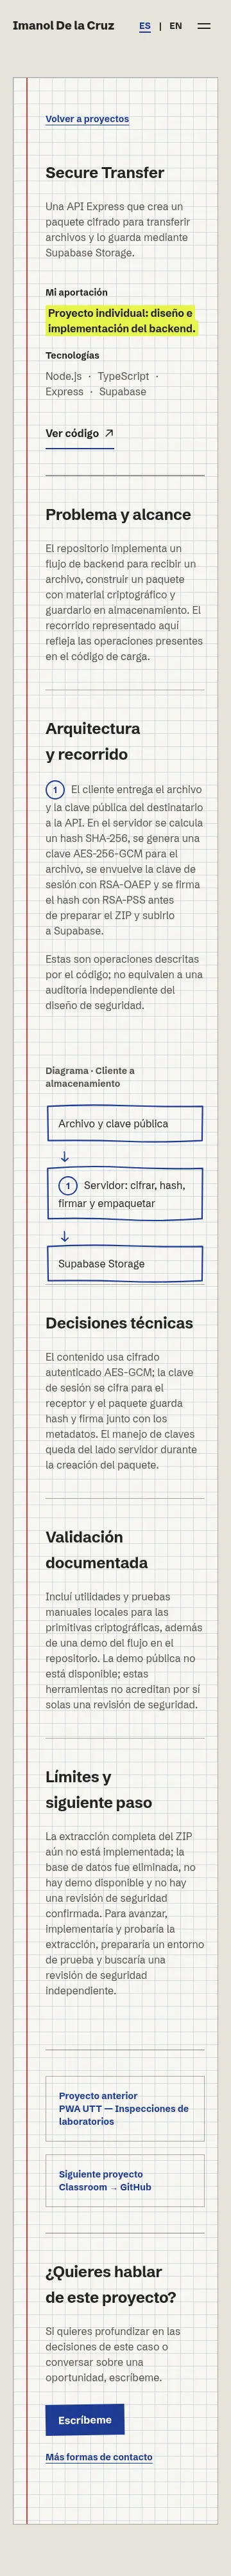 Imanol De la Cruz
ES | EN
Volver a proyectos
Secure Transfer
Una API Express que crea un
paquete cifrado para transferir
archivos y lo guarda mediante
Supabase Storage.
Mi aportación
Proyecto individual: diseño e
implementación del backend.
Tecnologías
Node.js · TypeScript ·
Express · Supabase
Ver código ↗
Problema y alcance
El repositorio implementa un
flujo de backend para recibir un
archivo, construir un paquete
con material criptográfico y
guardarlo en almacenamiento. El
recorrido representado aquí
refleja las operaciones presentes
en el código de carga.
Arquitectura
y recorrido
1 El cliente entrega el archivo
y la clave pública del destinatario
a la API. En el servidor se calcula
un hash SHA-256, se genera una
clave AES-256-GCM para el
archivo, se envuelve la clave de
sesión con RSA-OAEP y se firma
el hash con RSA-PSS antes
de preparar el ZIP y subirlo
a Supabase.
Estas son operaciones descritas
por el código; no equivalen a una
auditoría independiente del
diseño de seguridad.
Diagrama · Cliente a
almacenamiento
Archivo y clave pública
↓
1 Servidor: cifrar, hash,
firmar y empaquetar
↓
Supabase Storage
Decisiones técnicas
El contenido usa cifrado
autenticado AES-GCM; la clave
de sesión se cifra para el
receptor y el paquete guarda
hash y firma junto con los
metadatos. El manejo de claves
queda del lado servidor durante
la creación del paquete.
Validación
documentada
Incluí utilidades y pruebas
manuales locales para las
primitivas criptográficas, además
de una demo del flujo en el
repositorio. La demo pública no
está disponible; estas
herramientas no acreditan por sí
solas una revisión de seguridad.
Límites y
siguiente paso
La extracción completa del ZIP
aún no está implementada; la
base de datos fue eliminada, no
hay demo disponible y no hay
una revisión de seguridad
confirmada. Para avanzar,
implementaría y probaría la
extracción, prepararía un entorno
de prueba y buscaría una
revisión de seguridad
independiente.
Proyecto anterior
PWA UTT — Inspecciones de
laboratorios
Siguiente proyecto
Classroom → GitHub
¿Quieres hablar
de este proyecto?
Si quieres profundizar en las
decisiones de este caso o
conversar sobre una
oportunidad, escríbeme.
Escríbeme
Más formas de contacto